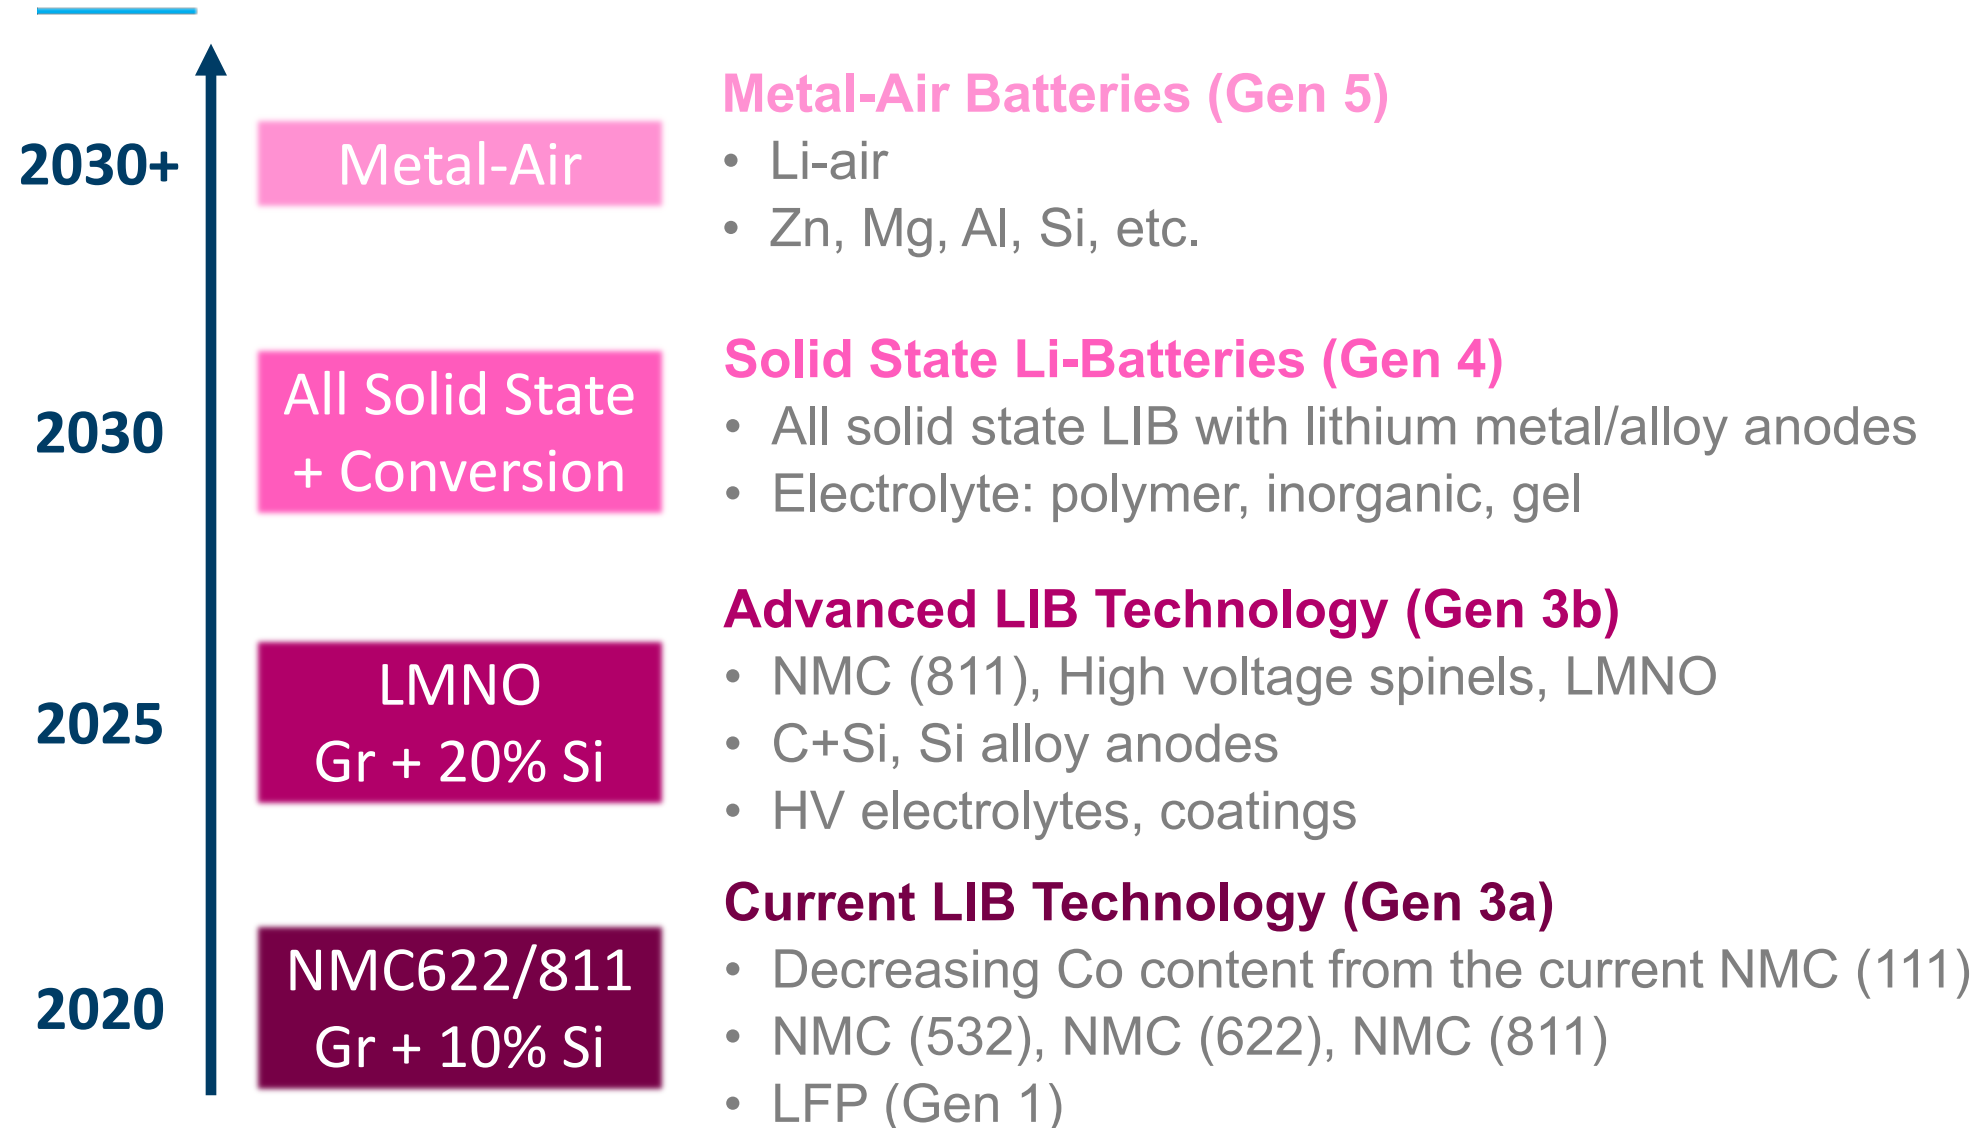 2030+
Metal-Air
Metal-Air Batteries (Gen 5)
• Li-air
• Zn, Mg, Al, Si, etc.
2030
All Solid State
+ Conversion
Solid State Li-Batteries (Gen 4)
• All solid state LIB with lithium metal/alloy anodes
• Electrolyte: polymer, inorganic, gel
2025
LMNO
Gr + 20% Si
Advanced LIB Technology (Gen 3b)
• NMC (811), High voltage spinels, LMNO
• C+Si, Si alloy anodes
• HV electrolytes, coatings
2020
NMC622/811
Gr + 10% Si
Current LIB Technology (Gen 3a)
• Decreasing Co content from the current NMC (111)
• NMC (532), NMC (622), NMC (811)
• LFP (Gen 1)